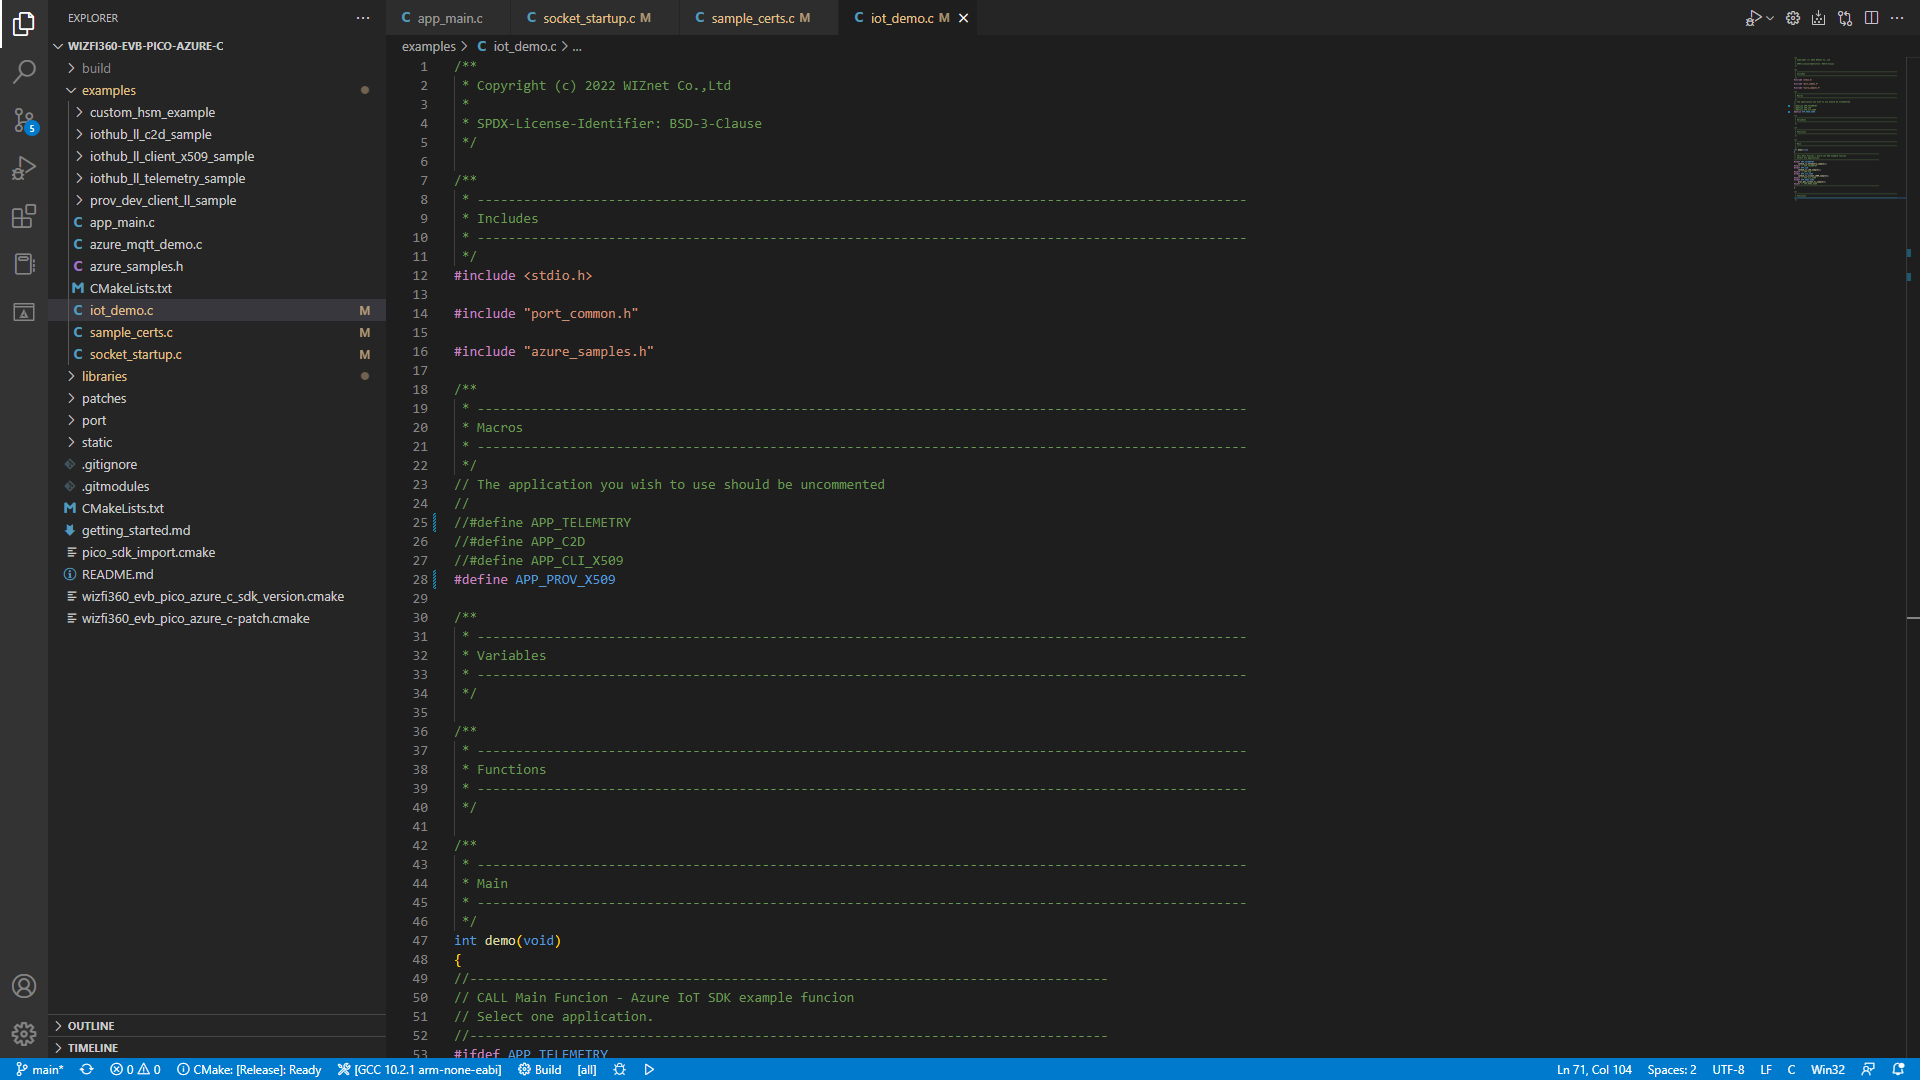 EXPLORER
WIZFI360-EVB-PICO-AZURE-C
build
examples
custom_hsm_example
iothub_ll_c2d_sample
iothub_ll_client_x509_sample
iothub_ll_telemetry_sample
prov_dev_client_ll_sample
C app_main.c
C azure_mqtt_demo.c
C azure_samples.h
M CMakeLists.txt
C iot_demo.c M
C sample_certs.c M
C socket_startup.c M
libraries
patches
port
static
.gitignore
.gitmodules
M CMakeLists.txt
getting_started.md
pico_sdk_import.cmake
README.md
wizfi360_evb_pico_azure_c_sdk_version.cmake
wizfi360_evb_pico_azure_c-patch.cmake
OUTLINE
TIMELINE
5
C app_main.c C socket_startup.c M C sample_certs.c M C iot_demo.c M
examples > C iot_demo.c > ...
1 /**
2  * Copyright (c) 2022 WIZnet Co.,Ltd
3  *
4  * SPDX-License-Identifier: BSD-3-Clause
5  */
6
7 /**
8  * ----------------------------------------------------------------------------------------------------
9  * Includes
10  * ----------------------------------------------------------------------------------------------------
11  */
12 #include <stdio.h>
13
14 #include "port_common.h"
15
16 #include "azure_samples.h"
17
18 /**
19  * ----------------------------------------------------------------------------------------------------
20  * Macros
21  * ----------------------------------------------------------------------------------------------------
22  */
23 // The application you wish to use should be uncommented
24 //
25 //#define APP_TELEMETRY
26 //#define APP_C2D
27 //#define APP_CLI_X509
28 #define APP_PROV_X509
29
30 /**
31  * ----------------------------------------------------------------------------------------------------
32  * Variables
33  * ----------------------------------------------------------------------------------------------------
34  */
35
36 /**
37  * ----------------------------------------------------------------------------------------------------
38  * Functions
39  * ----------------------------------------------------------------------------------------------------
40  */
41
42 /**
43  * ----------------------------------------------------------------------------------------------------
44  * Main
45  * ----------------------------------------------------------------------------------------------------
46  */
47 int demo(void)
48 {
49 //-----------------------------------------------------------------------------------
50 // CALL Main Funcion - Azure IoT SDK example funcion
51 // Select one application.
52 //-----------------------------------------------------------------------------------
53 #ifdef APP_TELEMETRY
main* 0 0 CMake: [Release]: Ready [GCC 10.2.1 arm-none-eabi] Build [all] Ln 71, Col 104 Spaces: 2 UTF-8 LF C Win32